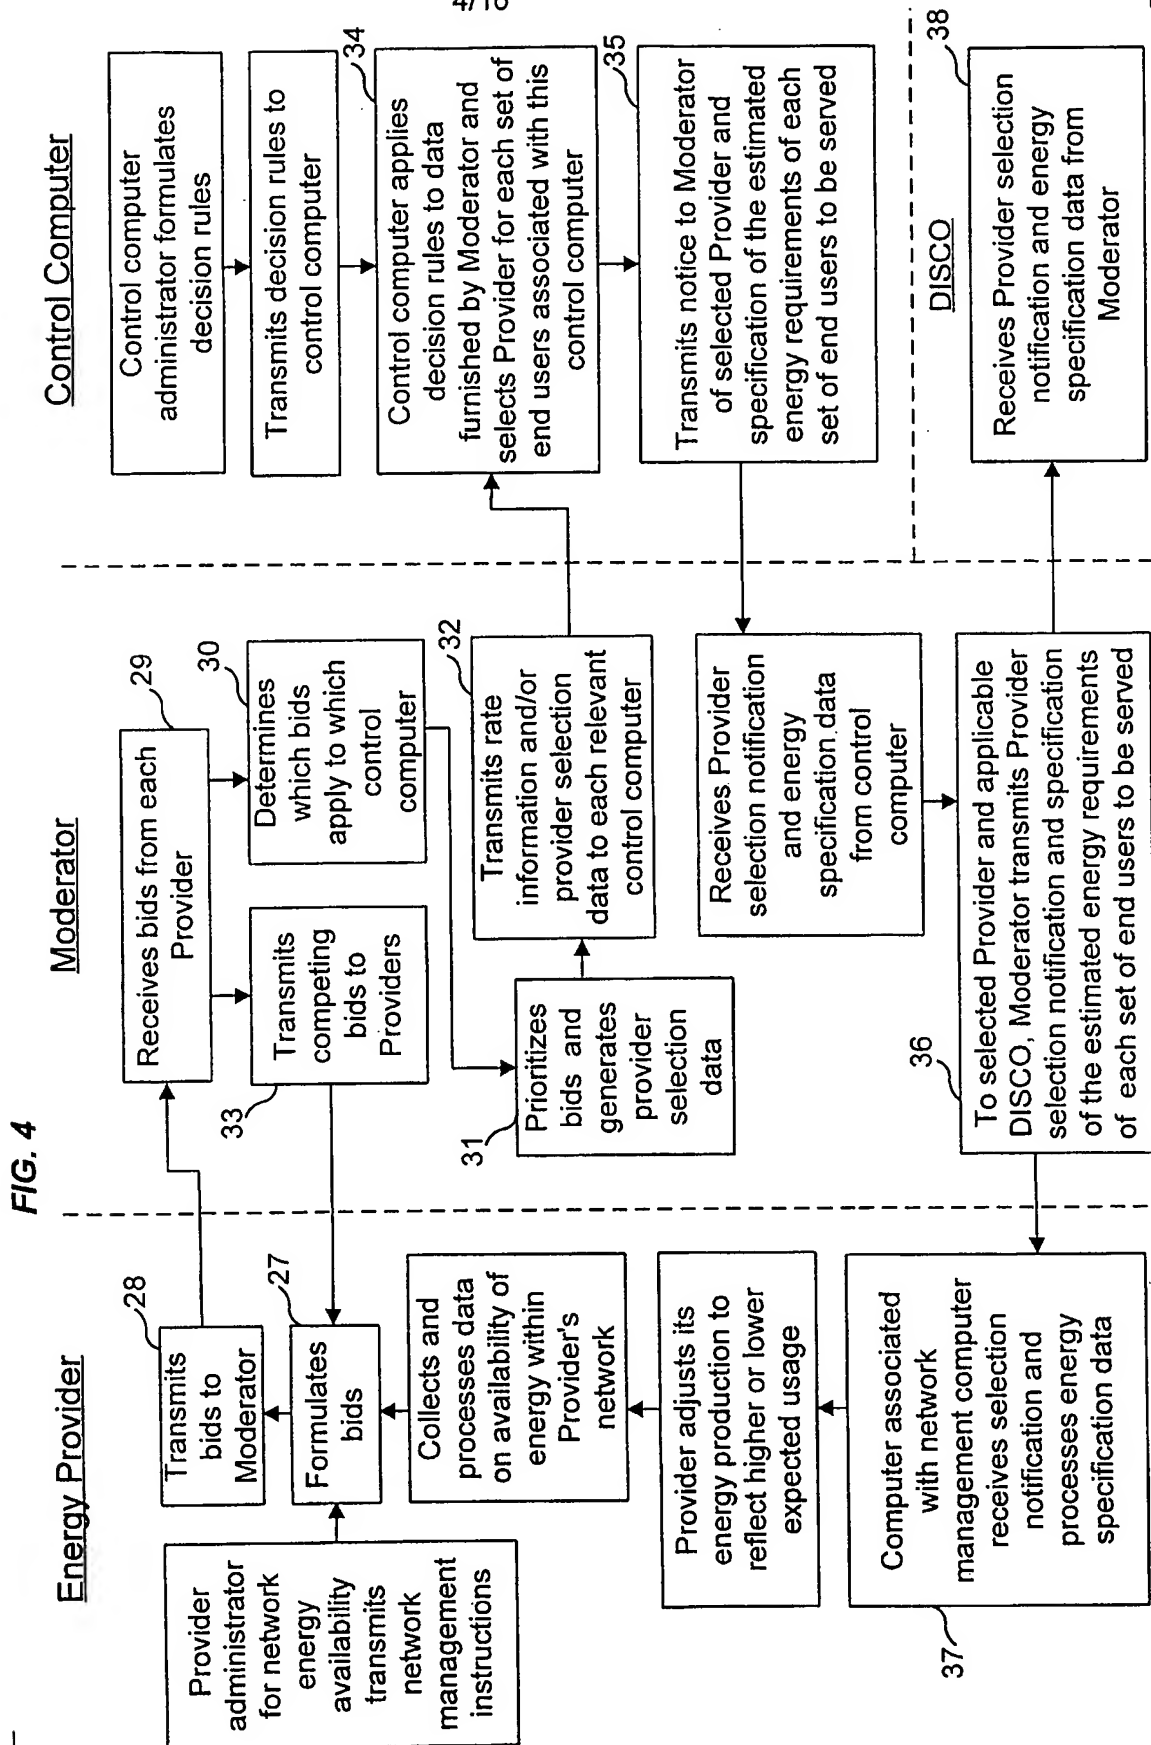 4/16
FIG. 4
Energy Provider
Moderator
Control Computer
Provider
administrator
for network
energy
availability
transmits
network
management
instructions
28
Transmits
bids to
Moderator
27
Formulates
bids
Collects and
processes data
on availability of
energy within
Provider's
network
Provider adjusts its
energy production to
reflect higher or lower
expected usage
Computer associated
with network
management computer
receives selection
notification and
processes energy
specification data
37
29
Receives bids from each
Provider
33
Transmits
competing
bids to
Providers
30
Determines
which bids
apply to which
control
computer
31
Prioritizes
bids and
generates
provider
selection
data
32
Transmits rate
information and/or
provider selection
data to each relevant
control computer
Receives Provider
selection notification
and energy
specification data
from control
computer
36
To selected Provider and applicable
DISCO, Moderator transmits Provider
selection notification and specification
of the estimated energy requirements
of each set of end users to be served
Control computer
administrator formulates
decision rules
Transmits decision rules to
control computer
34
Control computer applies
decision rules to data
furnished by Moderator and
selects Provider for each set of
end users associated with this
control computer
35
Transmits notice to Moderator
of selected Provider and
specification of the estimated
energy requirements of each
set of end users to be served
DISCO
38
Receives Provider selection
notification and energy
specification data from
Moderator